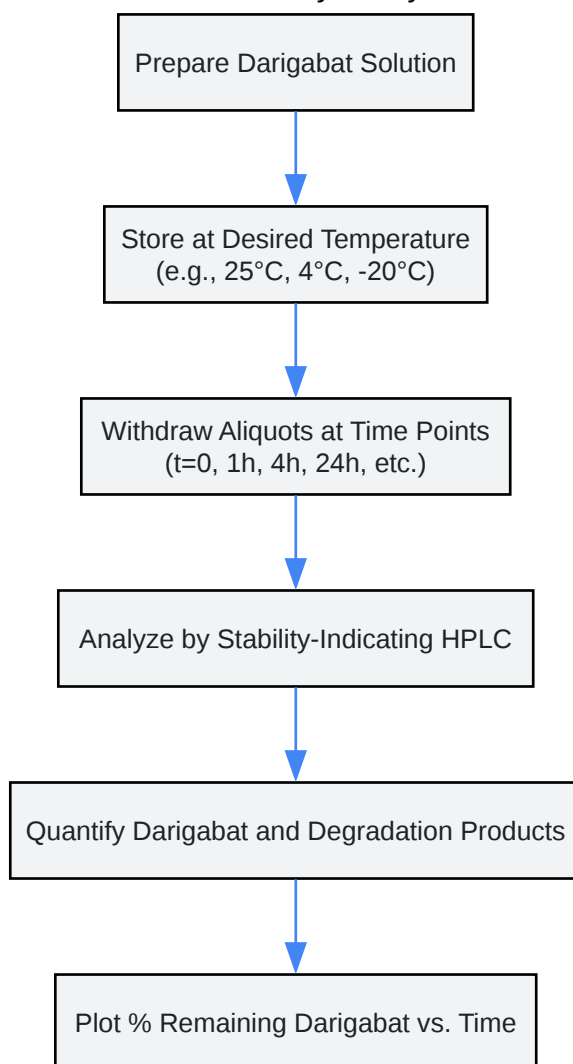 Prepare Darigabat Solution
Store at Desired Temperature
(e.g., 25°C, 4°C, -20°C)
Withdraw Aliquots at Time Points
(t=0, 1h, 4h, 24h, etc.)
Analyze by Stability-Indicating HPLC
Quantify Darigabat and Degradation Products
Plot % Remaining Darigabat vs. Time